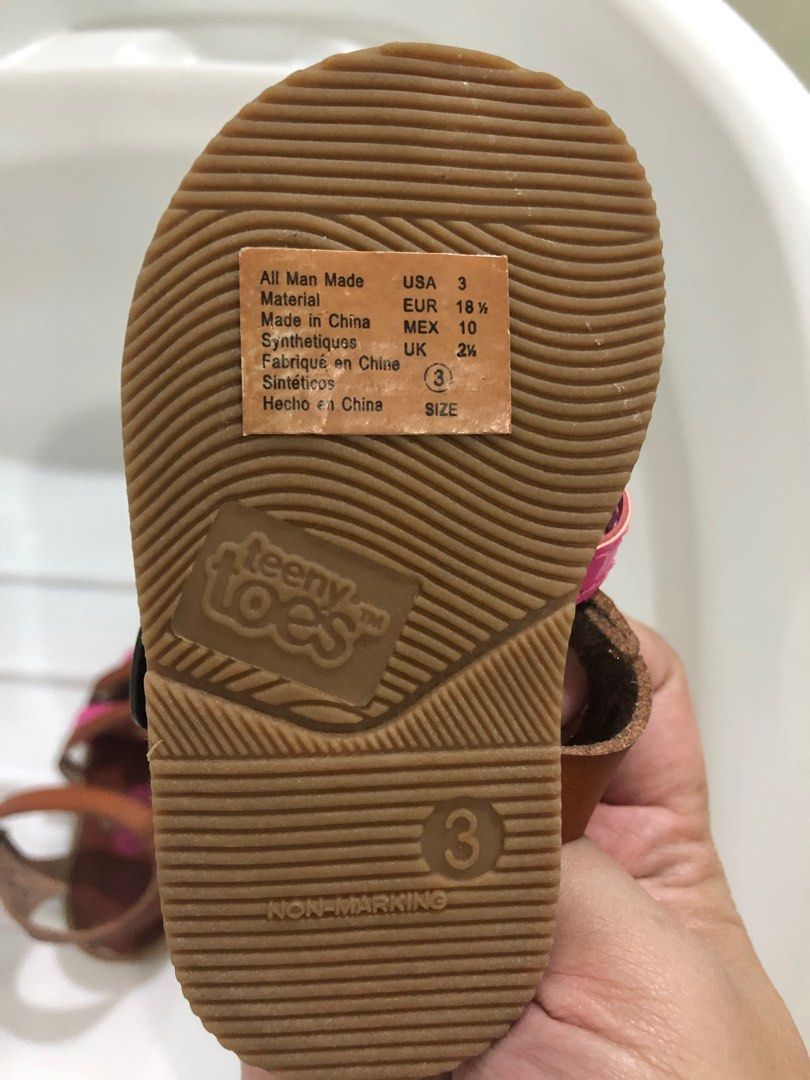 All Man Made
Material
Made in China
Synthetiques
Fabriqué en Chine
Sintéticos
Hecho en China
USA 3
EUR 18 ½
MEX 10
UK 2½
3
SIZE
teeny
toes™
3
NON-MARKING